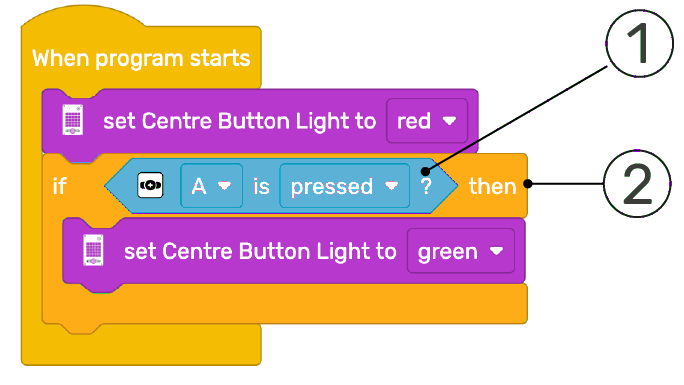 When program starts
1
set Centre Button Light to red
if A is pressed ? then
2
set Centre Button Light to green